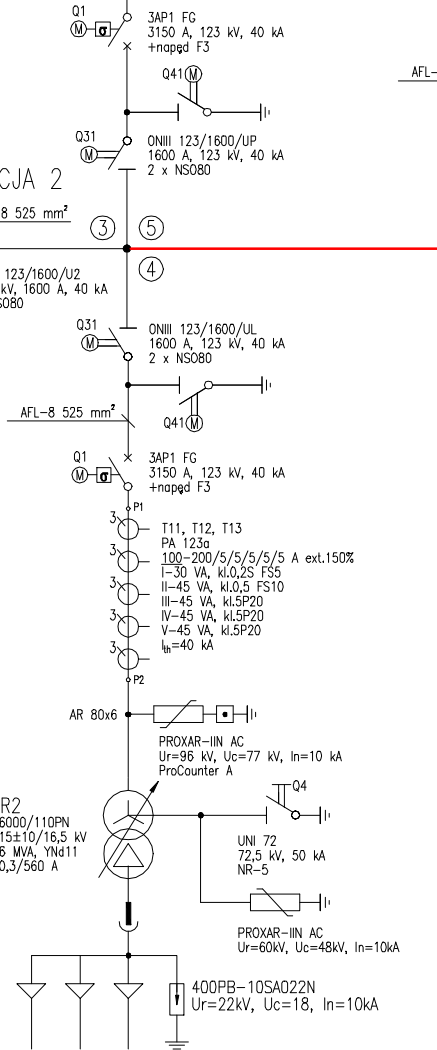 Q1
M
σ
3AP1 FG
3150 A, 123 kV, 40 kA
+napęd F3
AFL-
Q41
M
Q31
M
ONIII 123/1600/UP
1600 A, 123 kV, 40 kA
2 x NSO80
CJA 2
8 525 mm²
3
5
4
123/1600/U2
kV, 1600 A, 40 kA
SO80
Q31
M
ONIII 123/1600/UL
1600 A, 123 kV, 40 kA
2 x NSO80
AFL-8 525 mm²
Q41
M
Q1
M
σ
3AP1 FG
3150 A, 123 kV, 40 kA
+napęd F3
P1
3
3
3
3
3
T11, T12, T13
PA 123a
100-200/5/5/5/5/5 A ext.150%
I-30 VA, kl.0,2S FS5
II-45 VA, kl.0,5 FS10
III-45 VA, kl.5P20
IV-45 VA, kl.5P20
V-45 VA, kl.5P20
Ith=40 kA
P2
AR 80x6
PROXAR-IIN AC
Ur=96 kV, Uc=77 kV, In=10 kA
ProCounter A
R2
6000/110PN
15±10/16,5 kV
6 MVA, YNd11
0,3/560 A
Q4
UNI 72
72,5 kV, 50 kA
NR-5
PROXAR-IIN AC
Ur=60kV, Uc=48kV, In=10kA
400PB-10SA022N
Ur=22kV, Uc=18, In=10kA